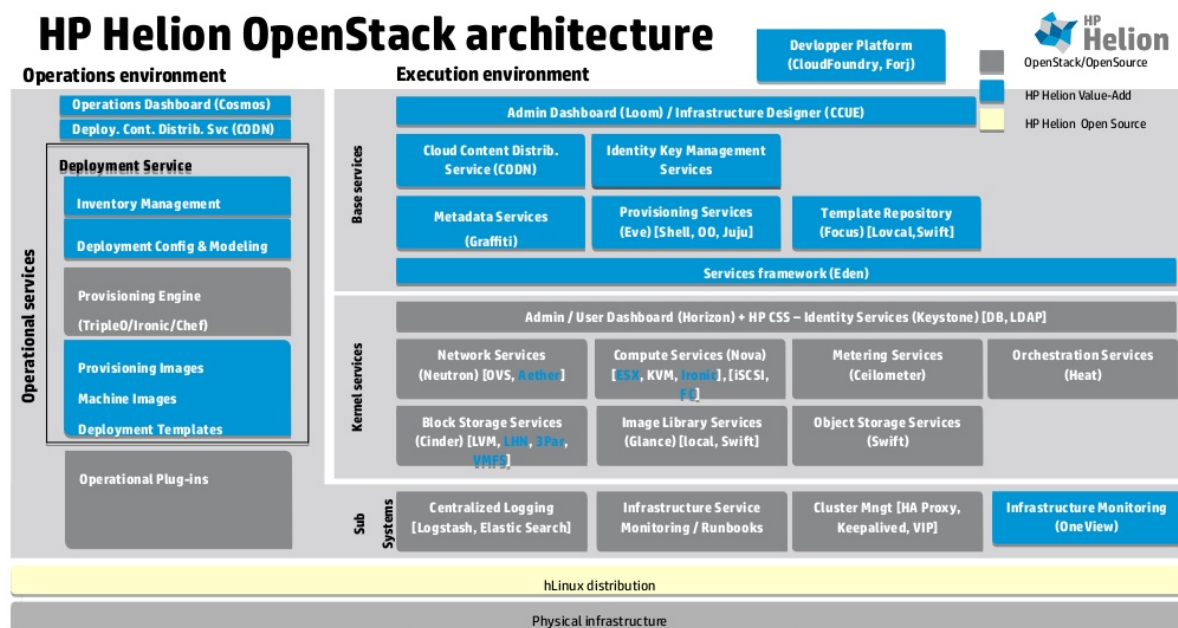 HP Helion OpenStack architecture
HP
Helion
Devlopper Platform
(CloudFoundry, Forj)
OpenStack/OpenSource
HP Helion Value-Add
HP Helion Open Source
Operations environment
Execution environment
Operational services
Operations Dashboard (Cosmos)
Deploy. Cont. Distrib. Svc (CODN)
Deployment Service
Inventory Management
Deployment Config & Modeling
Provisioning Engine
(TripleO/Ironic/Chef)
Provisioning Images
Machine Images
Deployment Templates
Operational Plug-ins
Base services
Admin Dashboard (Loom) / Infrastructure Designer (CCUE)
Cloud Content Distrib.
Service (CODN)
Identity Key Management
Services
Metadata Services
(Graffiti)
Provisioning Services
(Eve) [Shell, OO, Juju]
Template Repository
(Focus) [Lovcal,Swift]
Services framework (Eden)
Kernel services
Admin / User Dashboard (Horizon) + HP CSS – Identity Services (Keystone) [DB, LDAP]
Network Services
(Neutron) [OVS, Aether]
Compute Services (Nova)
[ESX, KVM, Ironic], [iSCSI,
FC]
Metering Services
(Ceilometer)
Orchestration Services
(Heat)
Block Storage Services
(Cinder) [LVM, LHN, 3Par,
VMFS]
Image Library Services
(Glance) [local, Swift]
Object Storage Services
(Swift)
Sub
Systems
Centralized Logging
[Logstash, Elastic Search]
Infrastructure Service
Monitoring / Runbooks
Cluster Mngt [HA Proxy,
Keepalived, VIP]
Infrastructure Monitoring
(OneView)
hLinux distribution
Physical infrastructure